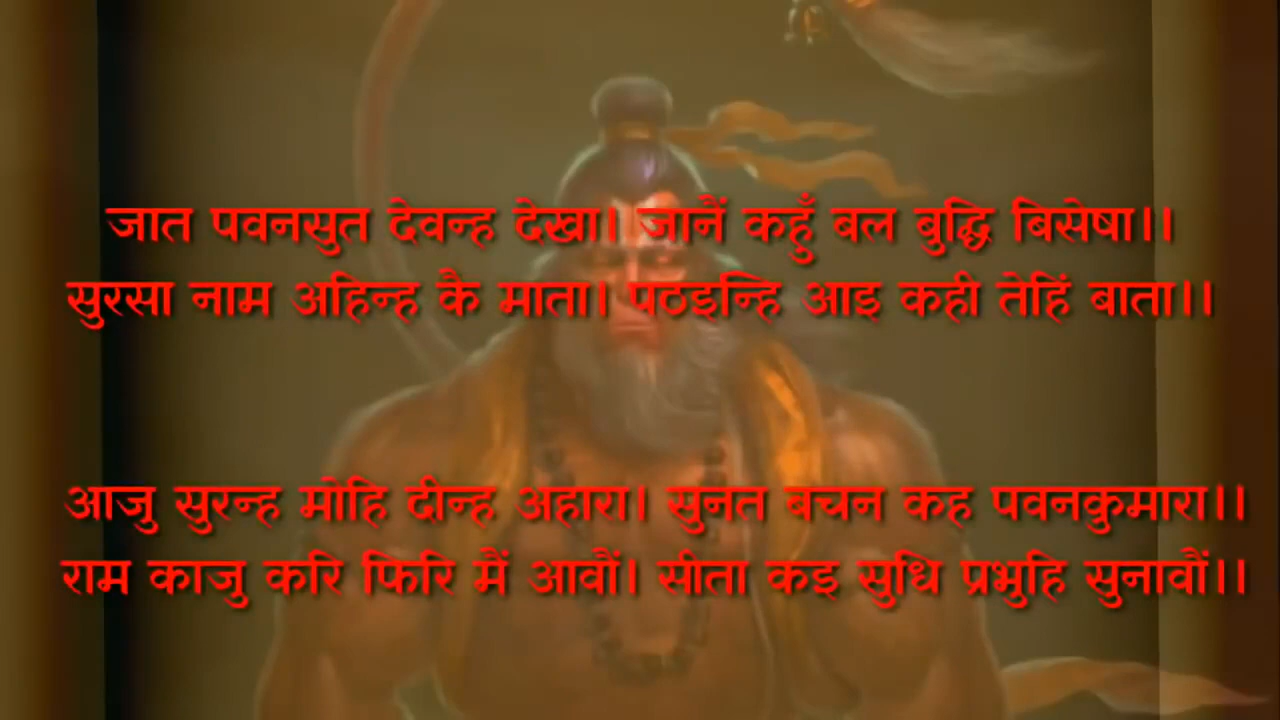 जात पवनसुत देवन्ह देखा। जानैं कहुँ बल बुद्धि बिसेषा।।
सुरसा नाम अहिन्ह कै माता। पठइन्हि आइ कही तेहिं बाता।।
आजु सुरन्ह मोहि दीन्ह अहारा। सुनत बचन कह पवनकुमारा।।
राम काजु करि फिरि मैं आवौं। सीता कइ सुधि प्रभुहि सुनावौं।।